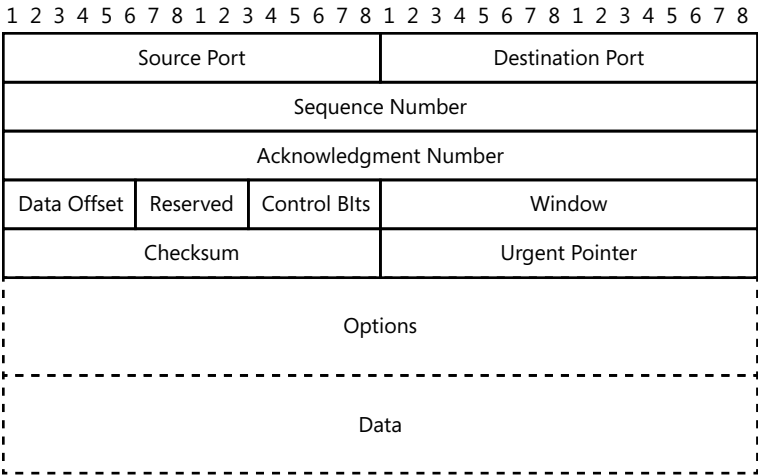 1 2 3 4 5 6 7 8 1 2 3 4 5 6 7 8 1 2 3 4 5 6 7 8 1 2 3 4 5 6 7 8
Source Port Destination Port
Sequence Number
Acknowledgment Number
Data Offset Reserved Control BIts Window
Checksum Urgent Pointer
Options
Data